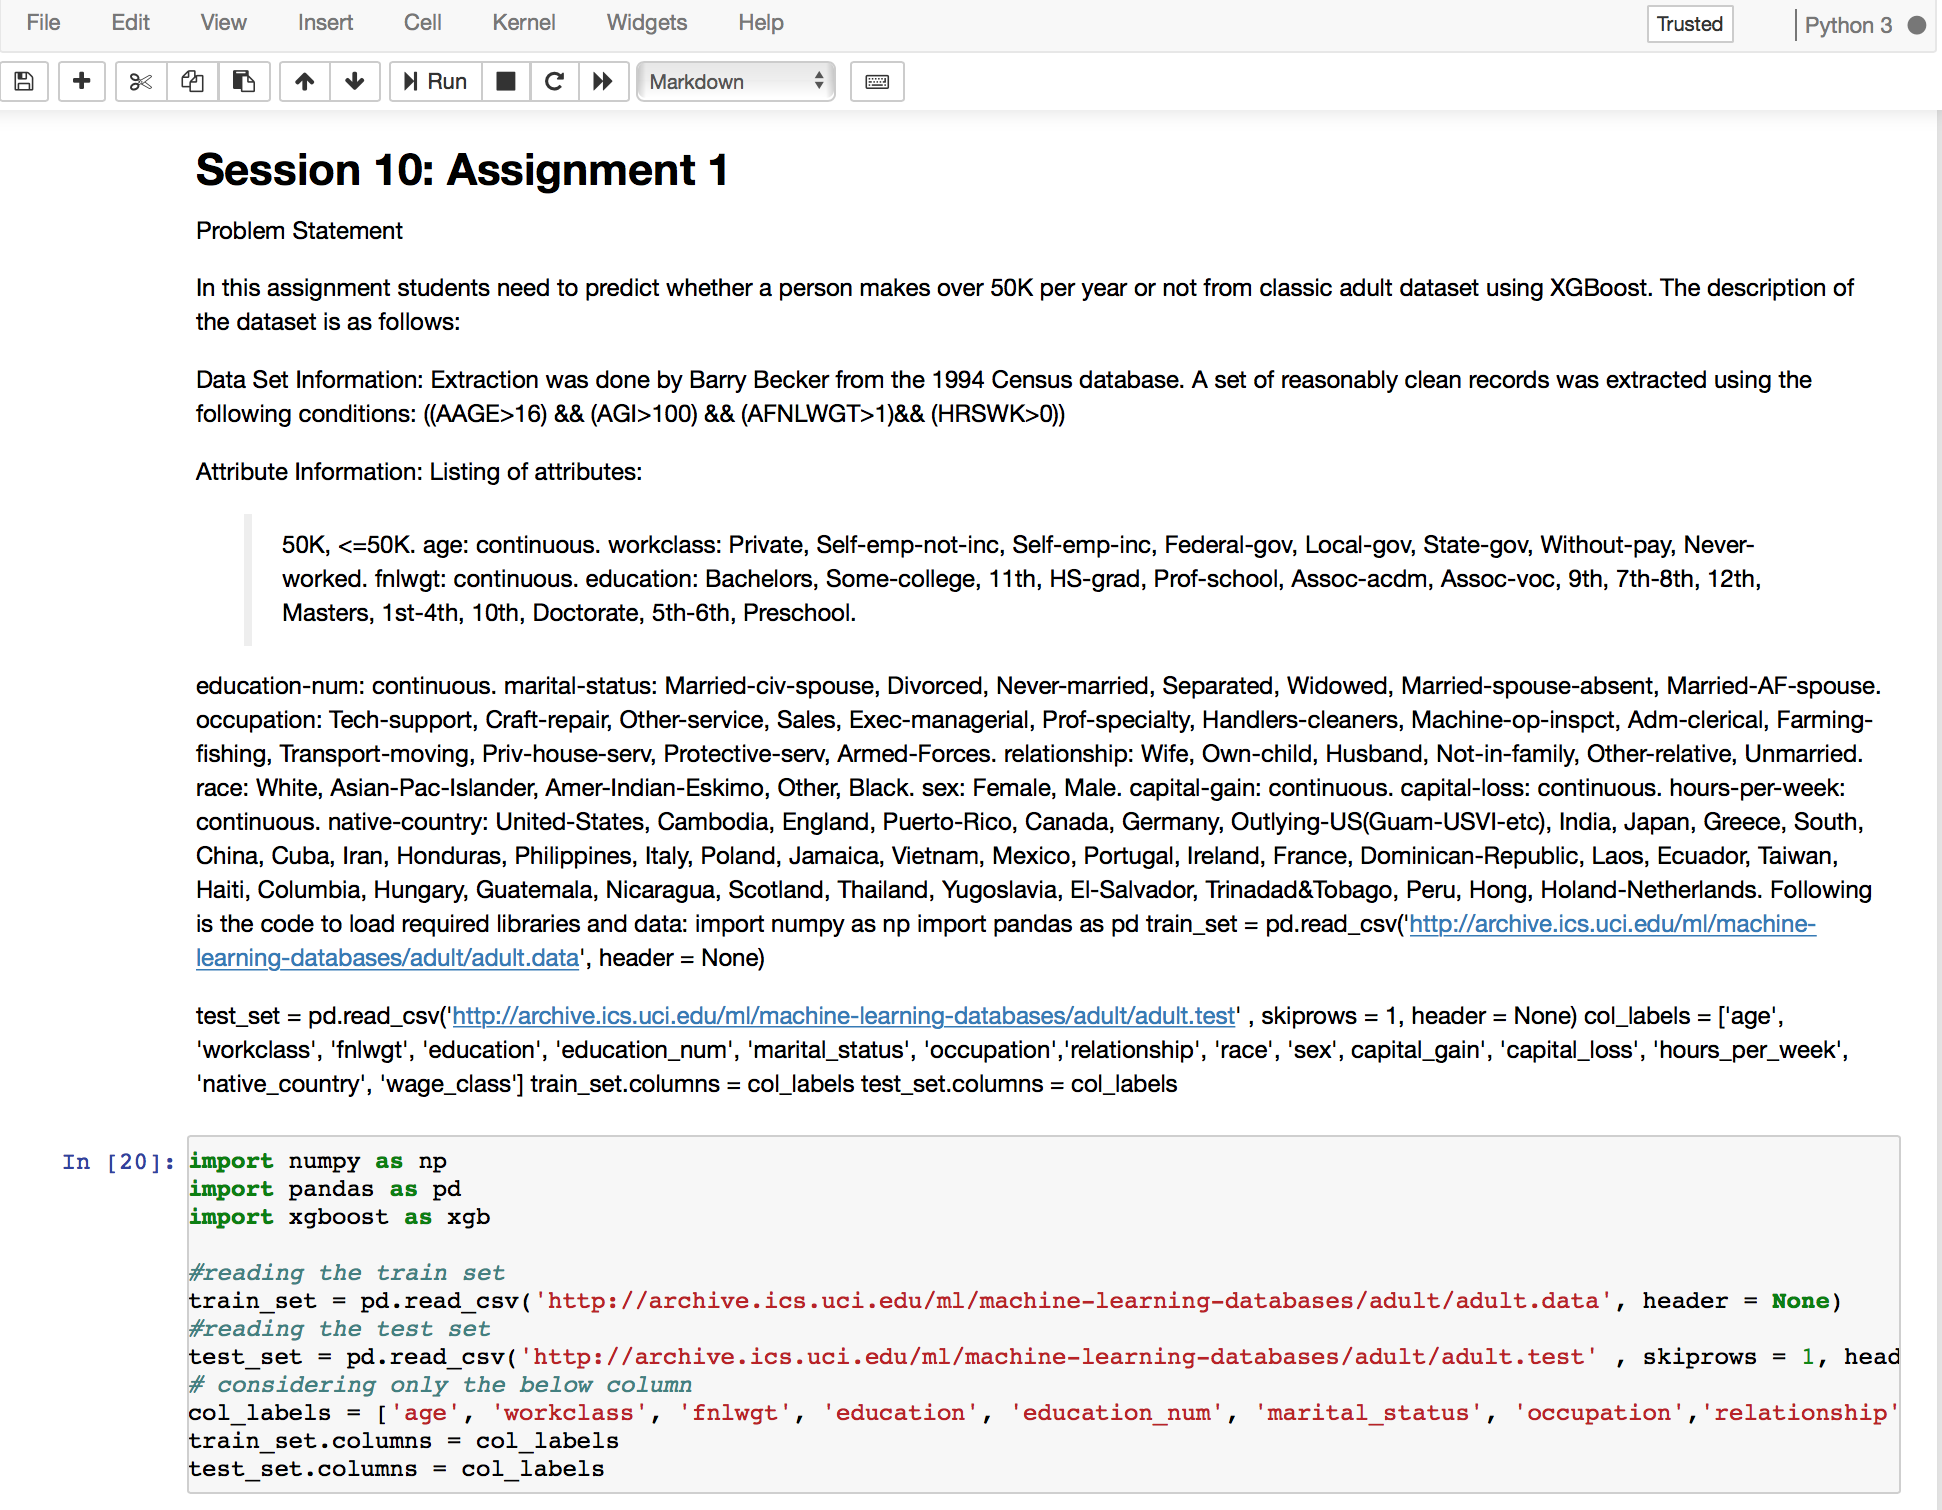 File Edit View Insert Cell Kernel Widgets Help Trusted Python 3
Run Markdown
Session 10: Assignment 1
Problem Statement
In this assignment students need to predict whether a person makes over 50K per year or not from classic adult dataset using XGBoost. The description of
the dataset is as follows:
Data Set Information: Extraction was done by Barry Becker from the 1994 Census database. A set of reasonably clean records was extracted using the
following conditions: ((AAGE>16) && (AGI>100) && (AFNLWGT>1)&& (HRSWK>0))
Attribute Information: Listing of attributes:
50K, <=50K. age: continuous. workclass: Private, Self-emp-not-inc, Self-emp-inc, Federal-gov, Local-gov, State-gov, Without-pay, Never-
worked. fnlwgt: continuous. education: Bachelors, Some-college, 11th, HS-grad, Prof-school, Assoc-acdm, Assoc-voc, 9th, 7th-8th, 12th,
Masters, 1st-4th, 10th, Doctorate, 5th-6th, Preschool.
education-num: continuous. marital-status: Married-civ-spouse, Divorced, Never-married, Separated, Widowed, Married-spouse-absent, Married-AF-spouse.
occupation: Tech-support, Craft-repair, Other-service, Sales, Exec-managerial, Prof-specialty, Handlers-cleaners, Machine-op-inspct, Adm-clerical, Farming-
fishing, Transport-moving, Priv-house-serv, Protective-serv, Armed-Forces. relationship: Wife, Own-child, Husband, Not-in-family, Other-relative, Unmarried.
race: White, Asian-Pac-Islander, Amer-Indian-Eskimo, Other, Black. sex: Female, Male. capital-gain: continuous. capital-loss: continuous. hours-per-week:
continuous. native-country: United-States, Cambodia, England, Puerto-Rico, Canada, Germany, Outlying-US(Guam-USVI-etc), India, Japan, Greece, South,
China, Cuba, Iran, Honduras, Philippines, Italy, Poland, Jamaica, Vietnam, Mexico, Portugal, Ireland, France, Dominican-Republic, Laos, Ecuador, Taiwan,
Haiti, Columbia, Hungary, Guatemala, Nicaragua, Scotland, Thailand, Yugoslavia, El-Salvador, Trinadad&Tobago, Peru, Hong, Holand-Netherlands. Following
is the code to load required libraries and data: import numpy as np import pandas as pd train_set = pd.read_csv('http://archive.ics.uci.edu/ml/machine-
learning-databases/adult/adult.data', header = None)
test_set = pd.read_csv('http://archive.ics.uci.edu/ml/machine-learning-databases/adult/adult.test' , skiprows = 1, header = None) col_labels = ['age',
'workclass', 'fnlwgt', 'education', 'education_num', 'marital_status', 'occupation','relationship', 'race', 'sex', capital_gain', 'capital_loss', 'hours_per_week',
'native_country', 'wage_class'] train_set.columns = col_labels test_set.columns = col_labels
In [20]: import numpy as np
import pandas as pd
import xgboost as xgb
#reading the train set
train_set = pd.read_csv('http://archive.ics.uci.edu/ml/machine-learning-databases/adult/adult.data', header = None)
#reading the test set
test_set = pd.read_csv('http://archive.ics.uci.edu/ml/machine-learning-databases/adult/adult.test' , skiprows = 1, head
# considering only the below column
col_labels = ['age', 'workclass', 'fnlwgt', 'education', 'education_num', 'marital_status', 'occupation','relationship'
train_set.columns = col_labels
test_set.columns = col_labels